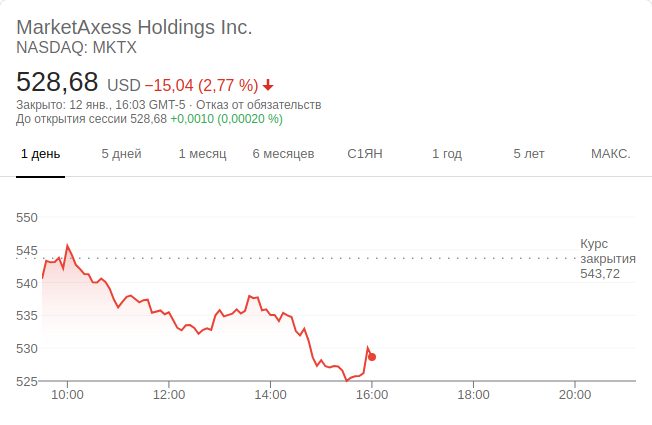 MarketAxess Holdings Inc.
NASDAQ: MKTX
528,68 USD −15,04 (2,77 %)
Закрыто: 12 янв., 16:03 GMT-5 · Отказ от обязательств
До открытия сессии 528,68 +0,0010 (0,00020 %)
1 день 5 дней 1 месяц 6 месяцев С1ЯН 1 год 5 лет МАКС.
550
545
540
535
530
525
Курс
закрытия
543,72
10:00 12:00 14:00 16:00 18:00 20:00